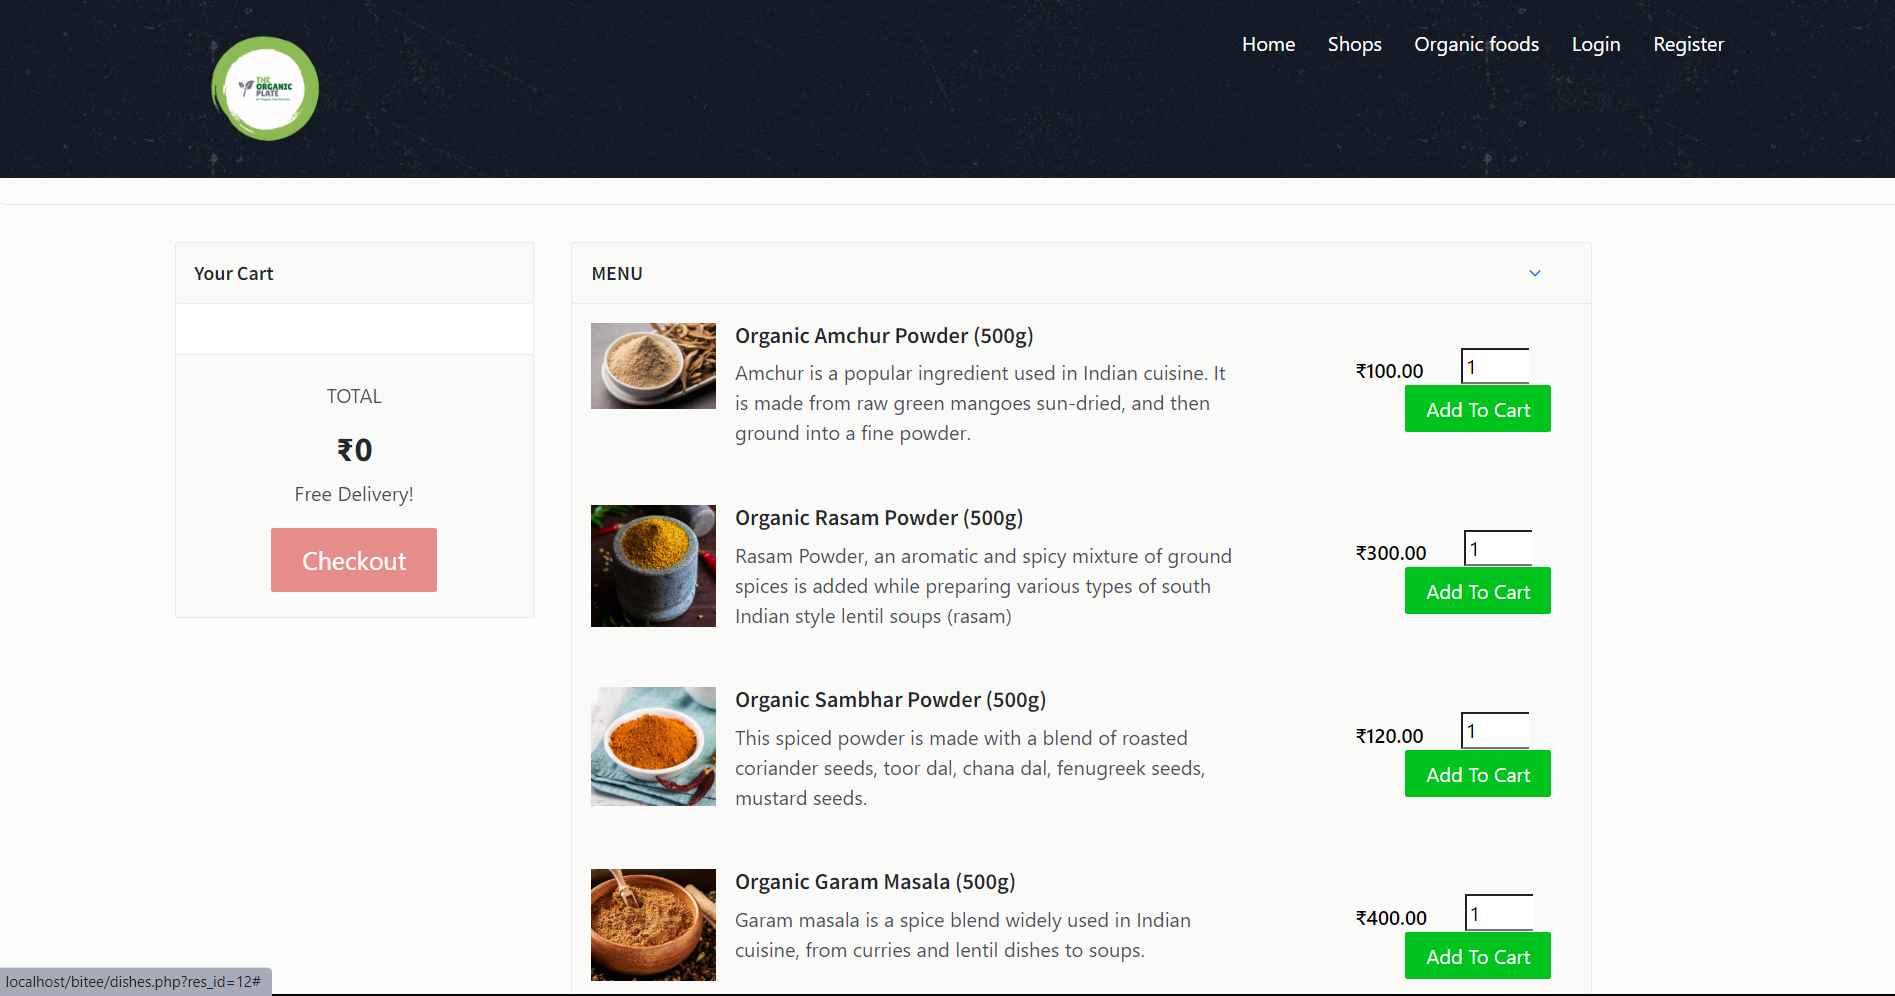 THE
ORGANIC
PLATE
Home
Shops
Organic foods
Login
Register
Your Cart
TOTAL
₹0
Free Delivery!
Checkout
MENU
Organic Amchur Powder (500g)
Amchur is a popular ingredient used in Indian cuisine. It
is made from raw green mangoes sun-dried, and then
ground into a fine powder.
₹100.00
1
Add To Cart
Organic Rasam Powder (500g)
Rasam Powder, an aromatic and spicy mixture of ground
spices is added while preparing various types of south
Indian style lentil soups (rasam)
₹300.00
1
Add To Cart
Organic Sambhar Powder (500g)
This spiced powder is made with a blend of roasted
coriander seeds, toor dal, chana dal, fenugreek seeds,
mustard seeds.
₹120.00
1
Add To Cart
Organic Garam Masala (500g)
Garam masala is a spice blend widely used in Indian
cuisine, from curries and lentil dishes to soups.
₹400.00
1
Add To Cart
localhost/bitee/dishes.php?res_id=12#